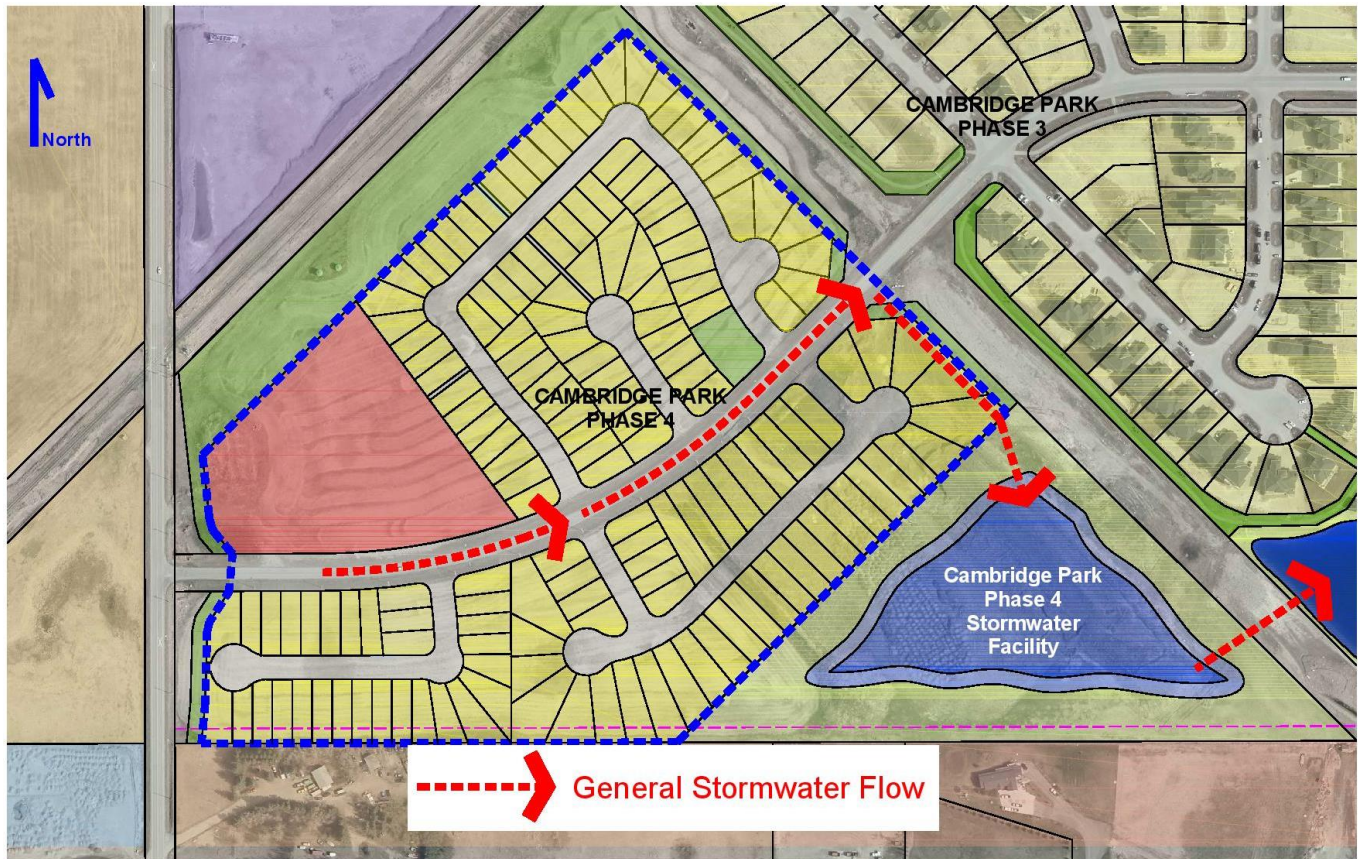 North
CAMBRIDGE PARK
PHASE 3
CAMBRIDGE PARK
PHASE 4
Cambridge Park
Phase 4
Stormwater
Facility
General Stormwater Flow